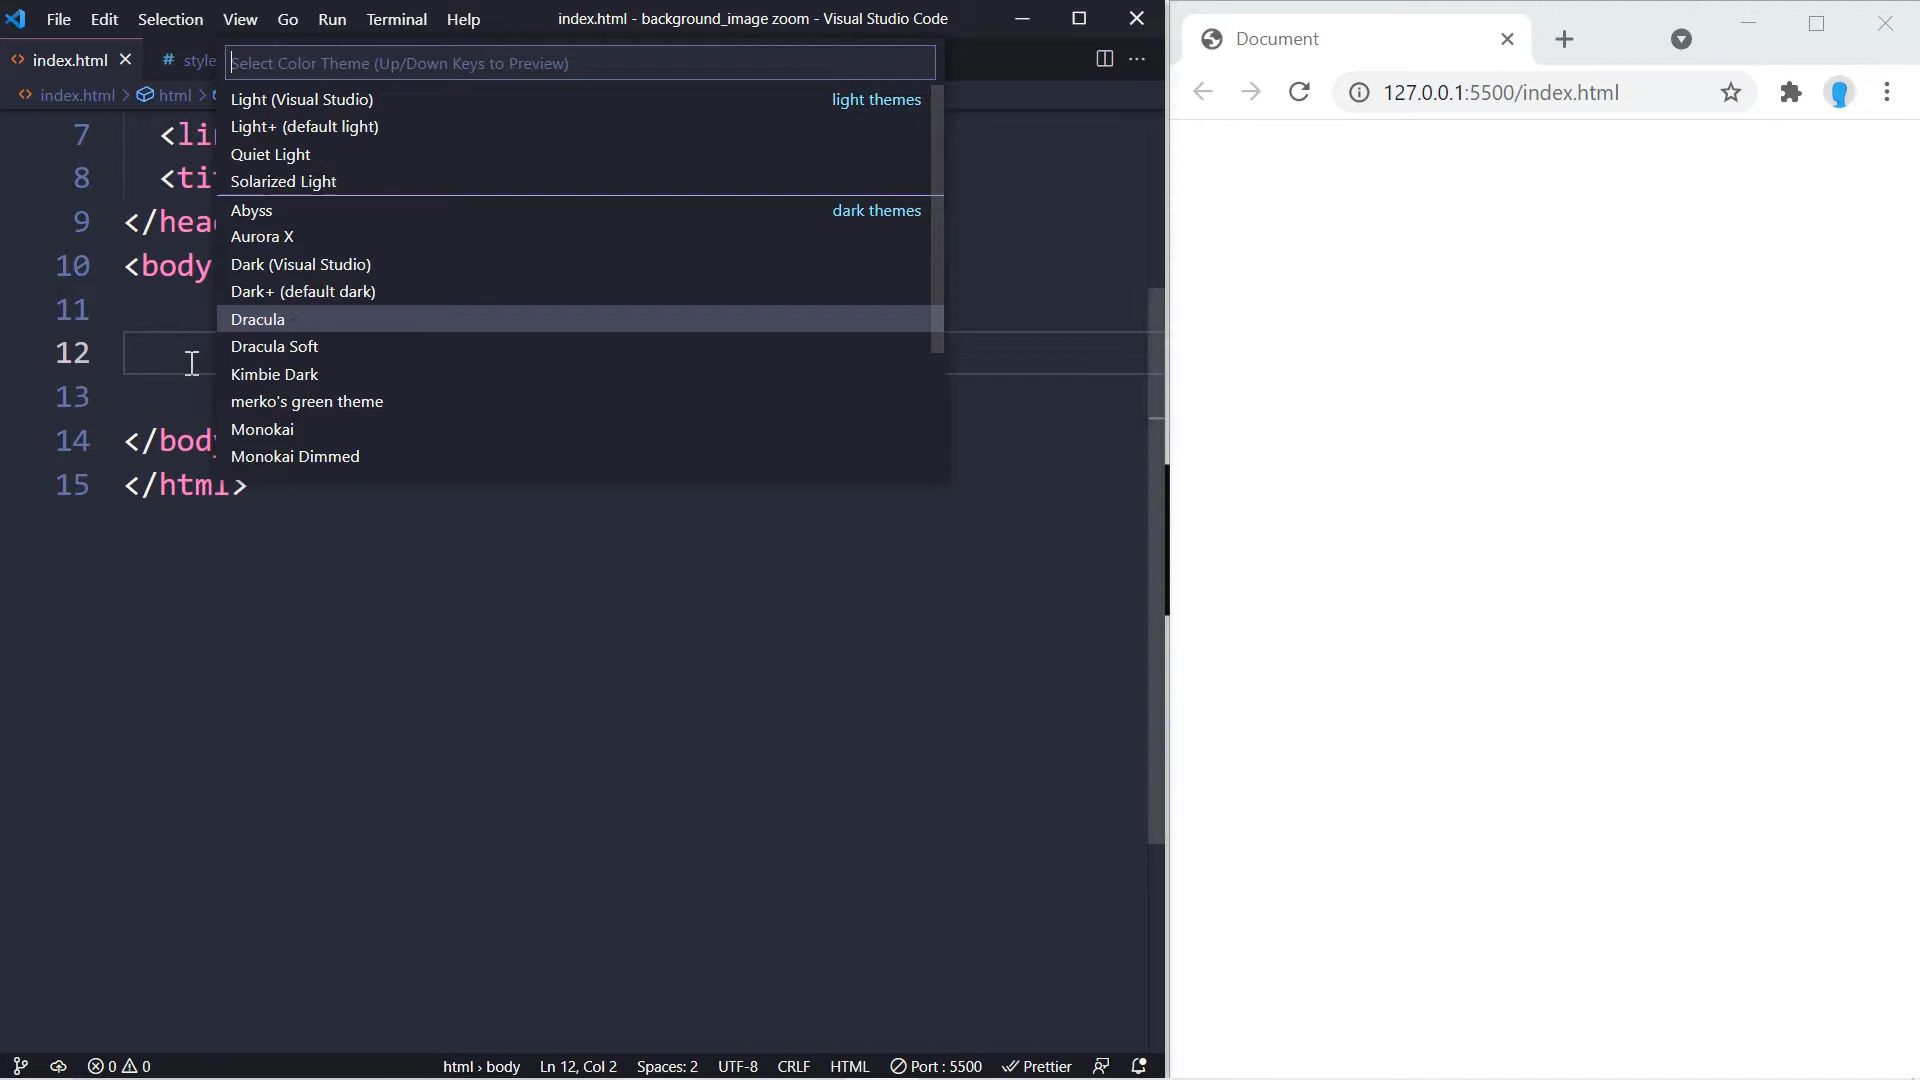 File Edit Selection View Go Run Terminal Help
index.html - background_image zoom - Visual Studio Code
index.html
# style
index.html > html >
Select Color Theme (Up/Down Keys to Preview)
Light (Visual Studio) light themes
Light+ (default light)
Quiet Light
Solarized Light
Abyss dark themes
Aurora X
Dark (Visual Studio)
Dark+ (default dark)
Dracula
Dracula Soft
Kimbie Dark
merko's green theme
Monokai
Monokai Dimmed
7 <lin
8 <tit
9 </head
10 <body
11
12
13
14 </body
15 </html>
0 0
html › body Ln 12, Col 2 Spaces: 2 UTF-8 CRLF HTML Port : 5500 Prettier
Document
127.0.0.1:5500/index.html